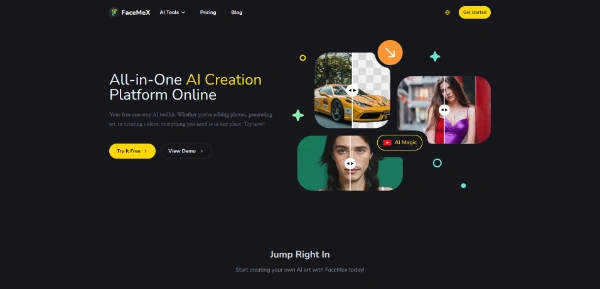 FaceMeX
AI Tools
Pricing
Blog
Get started
All-in-One AI Creation
Platform Online
Your free one-stop AI toolkit. Whether you're editing photos, generating
art, or creating videos, everything you need is in one place. Try now!
Try It Free
View Demo
AI Magic
Jump Right In
Start creating your own AI art with FaceMex today!